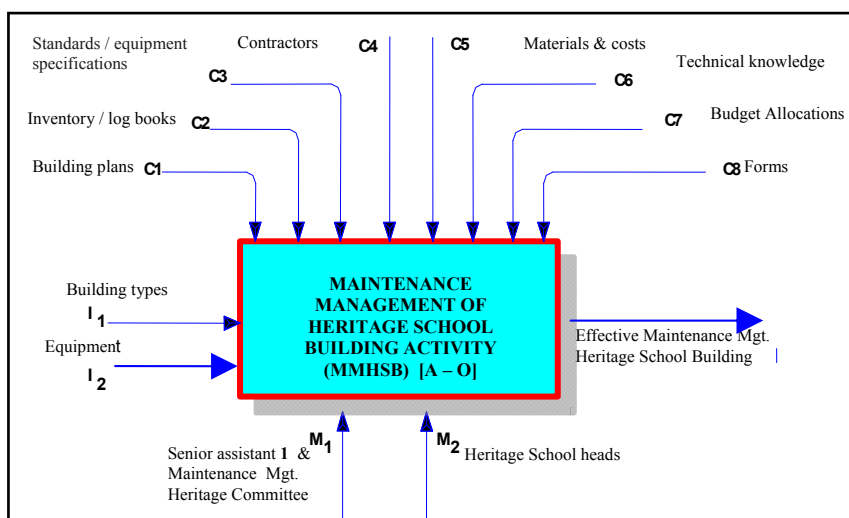 Standards / equipment
specifications
Contractors
C4
C5
Materials & costs
Technical knowledge
C3
C6
Inventory / log books
C2
C7
Budget Allocations
Building plans
C1
C8 Forms
Building types
I1
Equipment
I2
MAINTENANCE
MANAGEMENT OF
HERITAGE SCHOOL
BUILDING ACTIVITY
(MMHSB) [A – O]
Effective Maintenance Mgt.
Heritage School Building
M1
Senior assistant 1 &
Maintenance Mgt.
Heritage Committee
M2
Heritage School heads